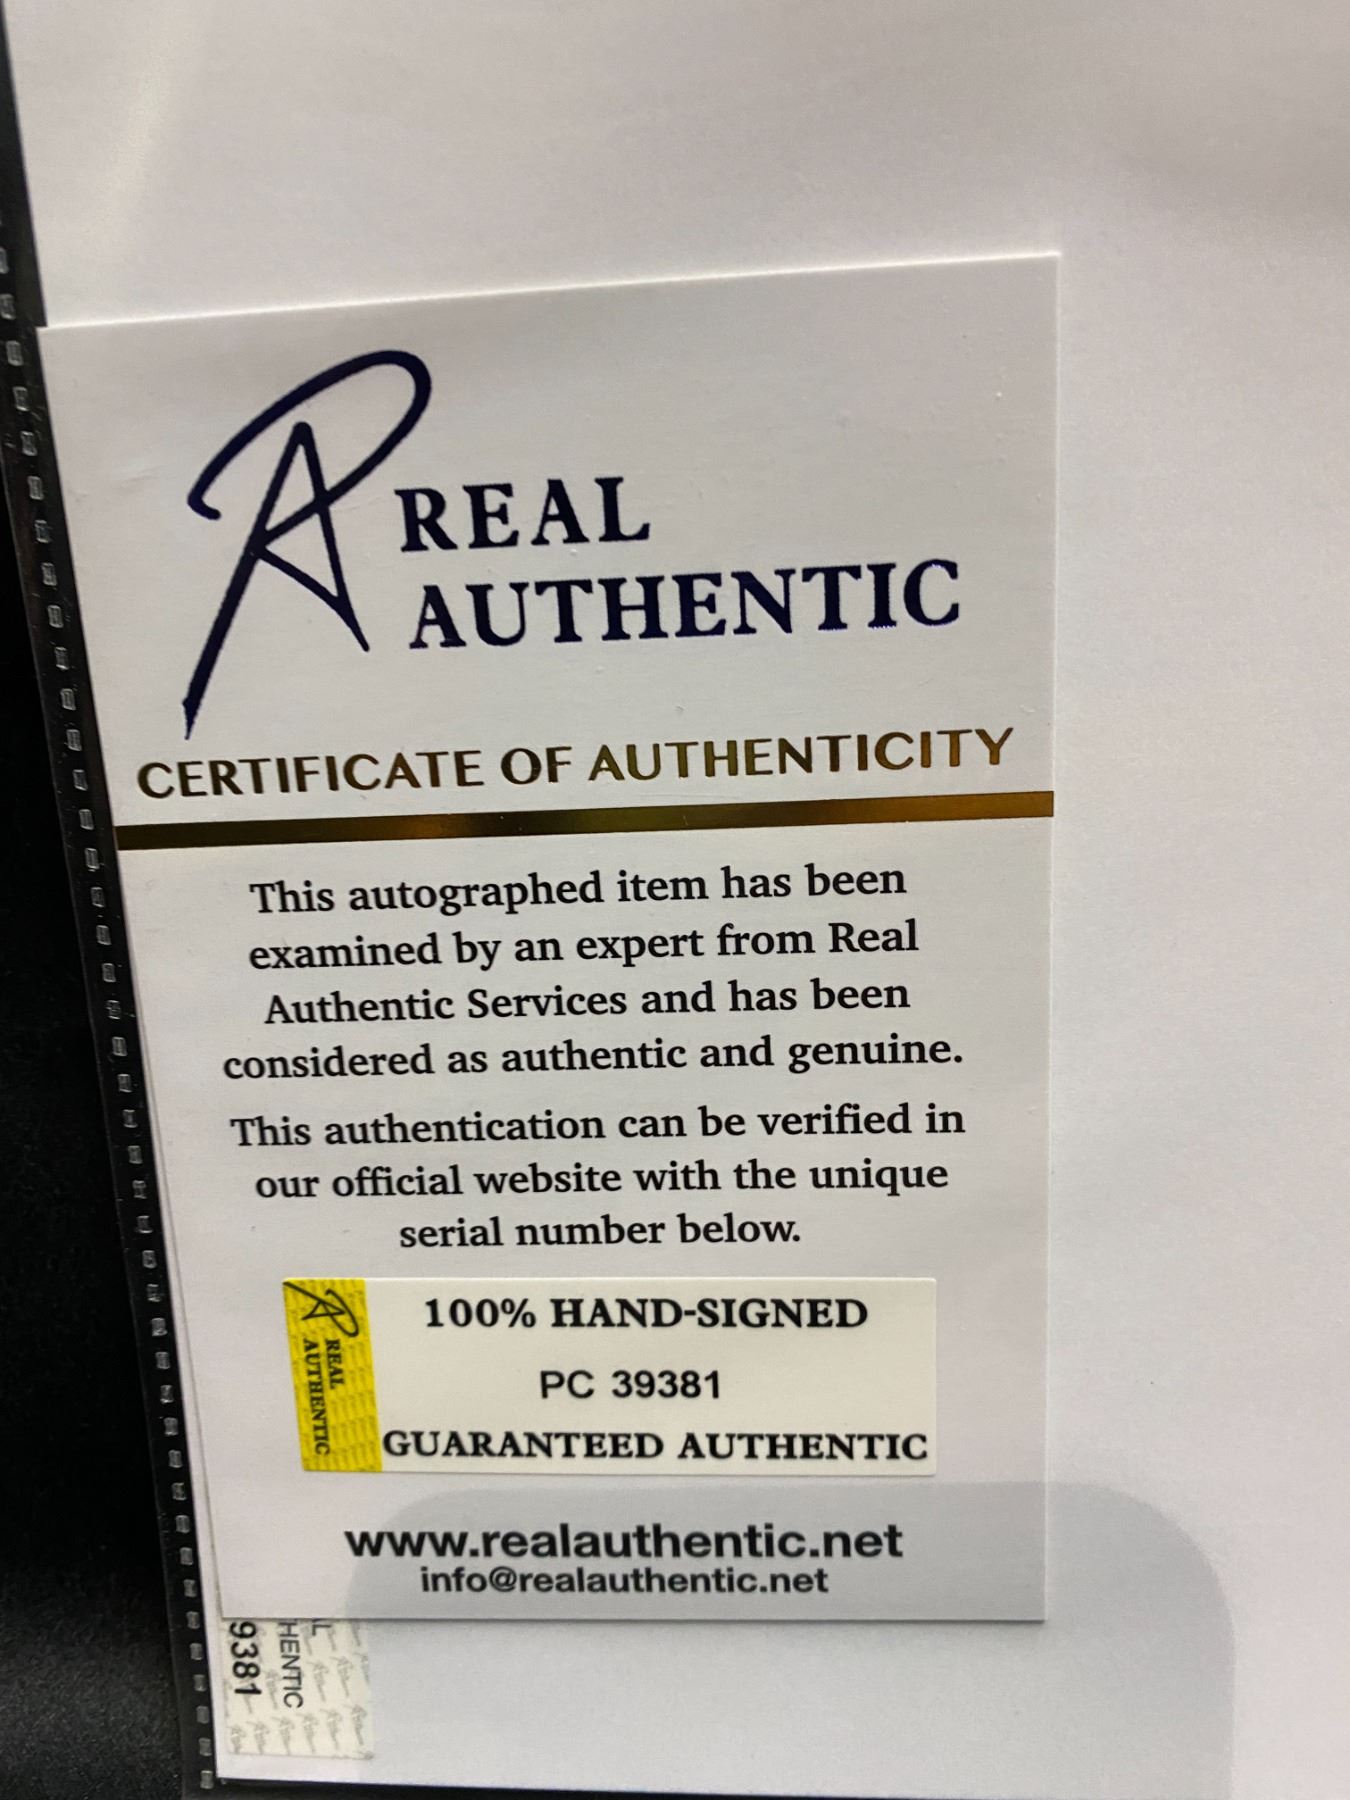 REAL
AUTHENTIC
CERTIFICATE OF AUTHENTICITY
This autographed item has been
examined by an expert from Real
Authentic Services and has been
considered as authentic and genuine.
This authentication can be verified in
our official website with the unique
serial number below.
REAL
AUTHENTIC
100% HAND-SIGNED
PC 39381
GUARANTEED AUTHENTIC
www.realauthentic.net
info@realauthentic.net
L
HENTIC
9381